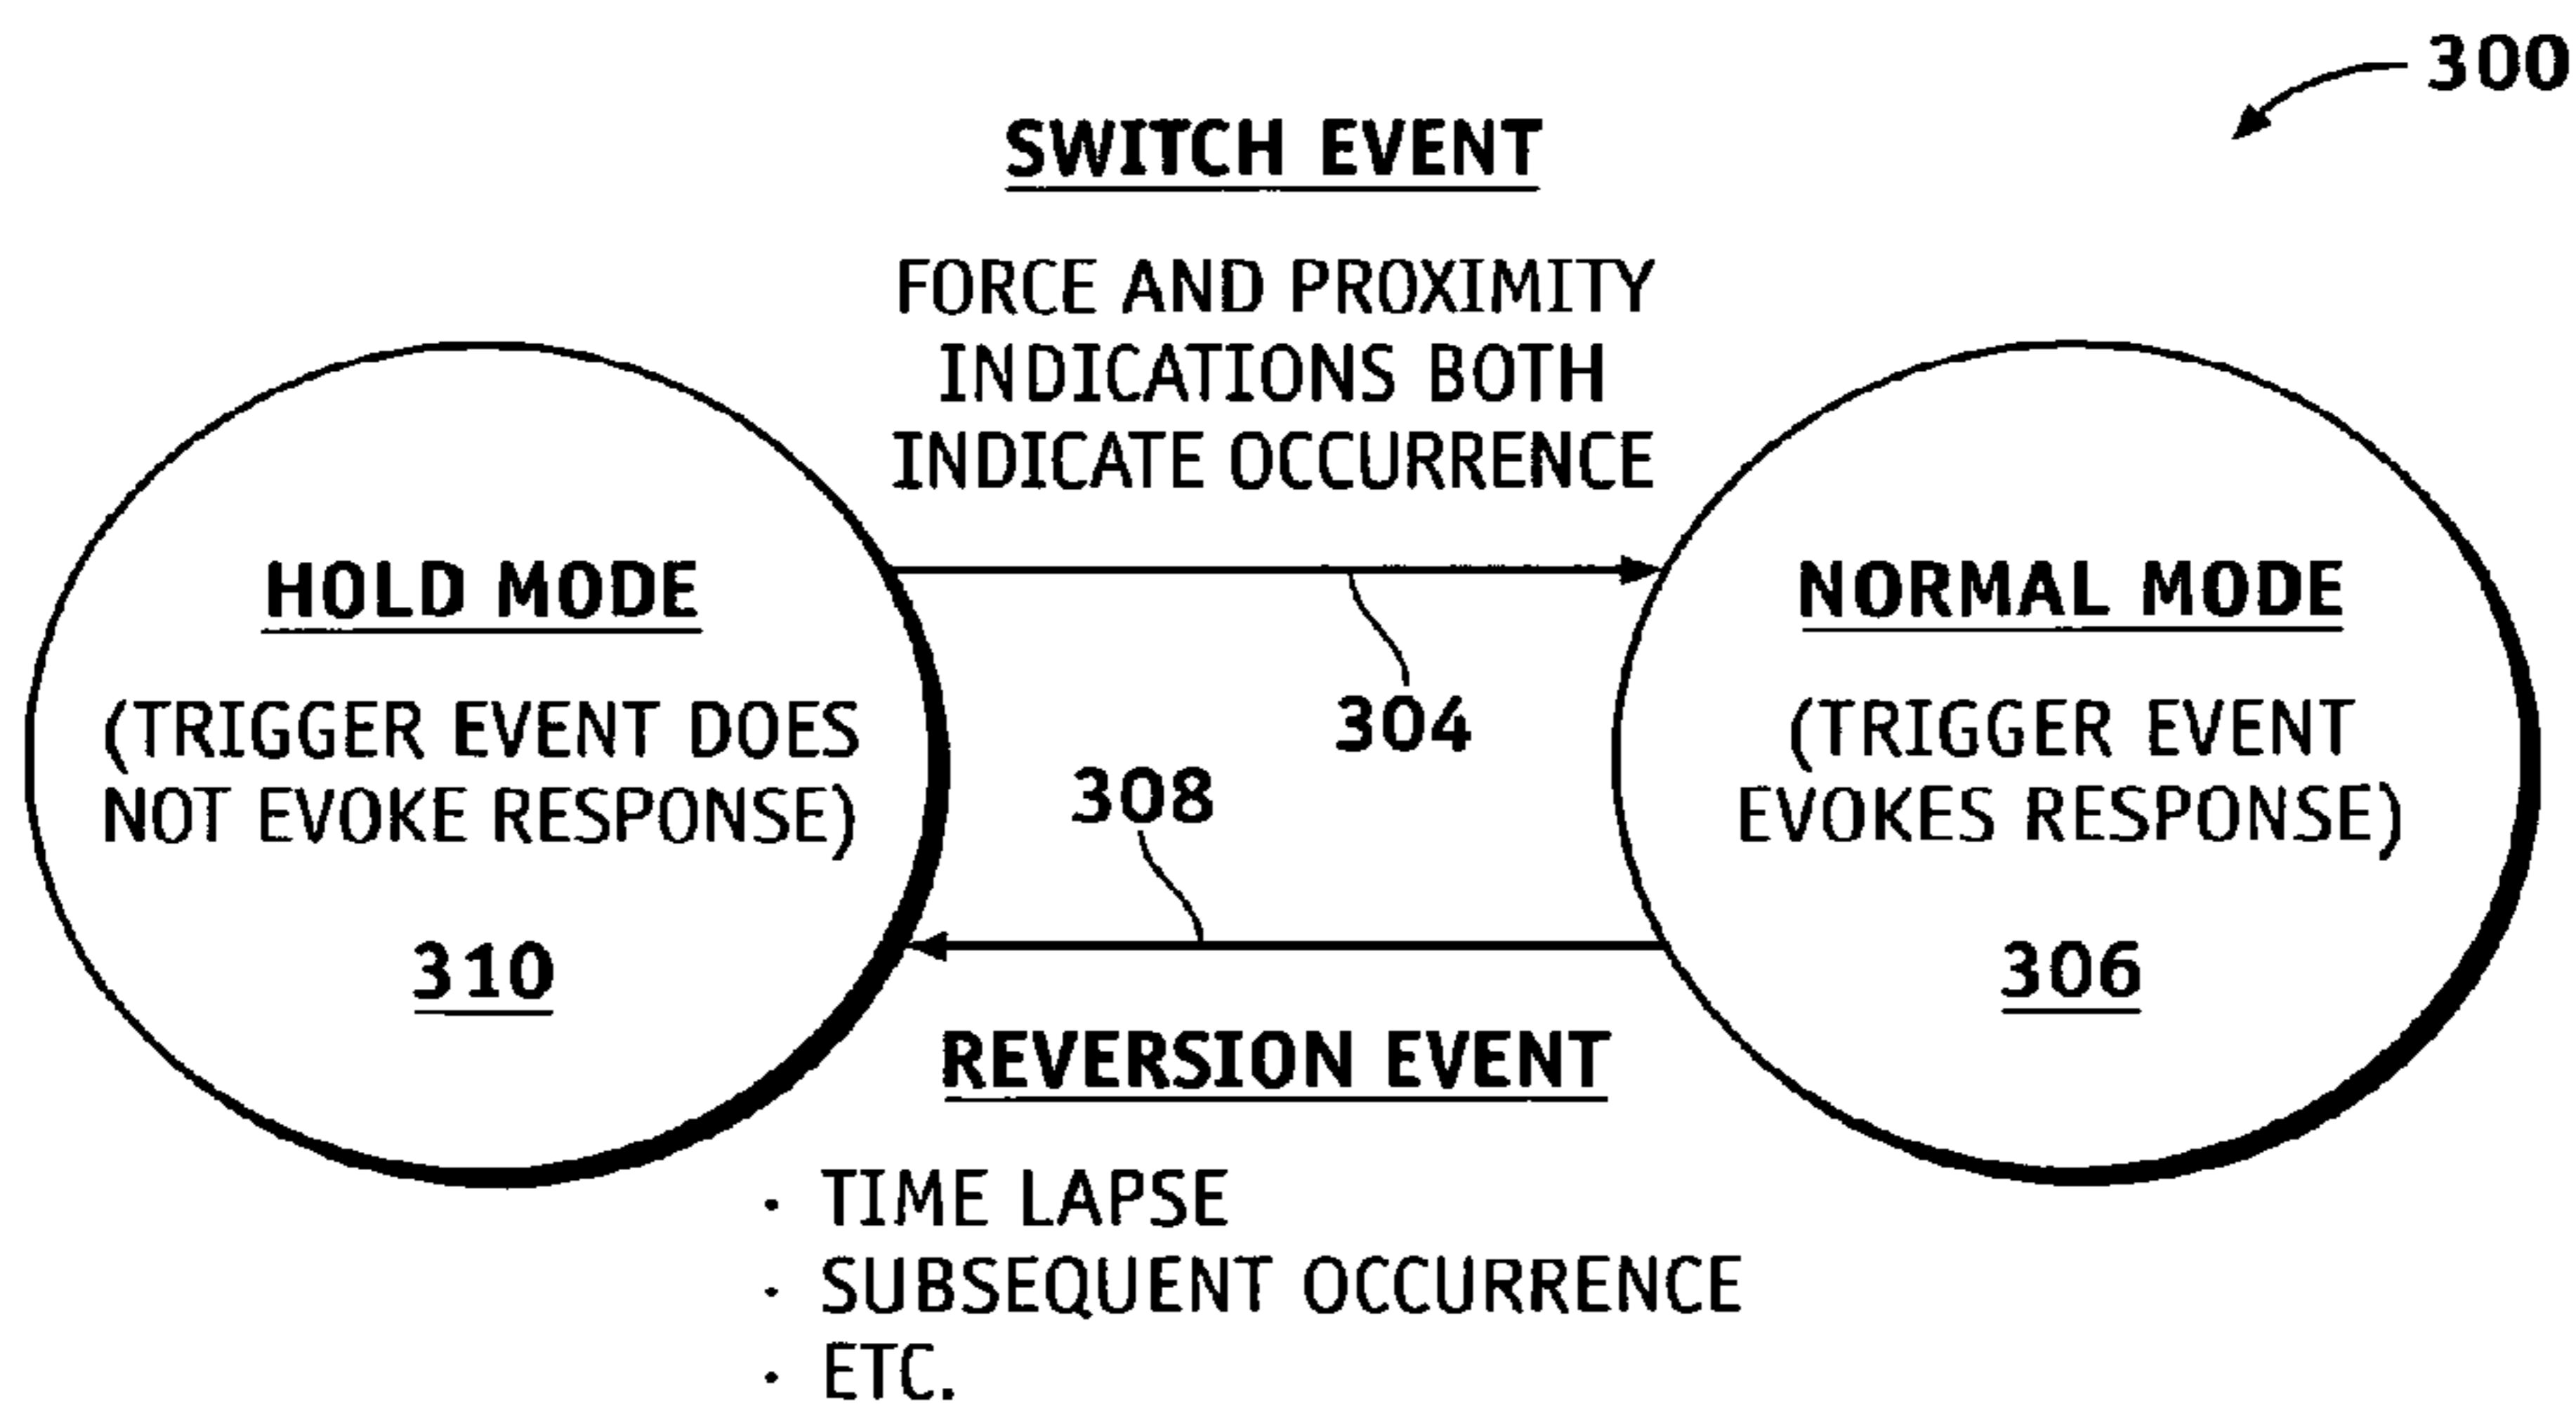 300
SWITCH EVENT
FORCE AND PROXIMITY
INDICATIONS BOTH
INDICATE OCCURRENCE
HOLD MODE
(TRIGGER EVENT DOES
NOT EVOKE RESPONSE)
310
304
308
NORMAL MODE
(TRIGGER EVENT
EVOKES RESPONSE)
306
REVERSION EVENT
· TIME LAPSE
· SUBSEQUENT OCCURRENCE
· ETC.